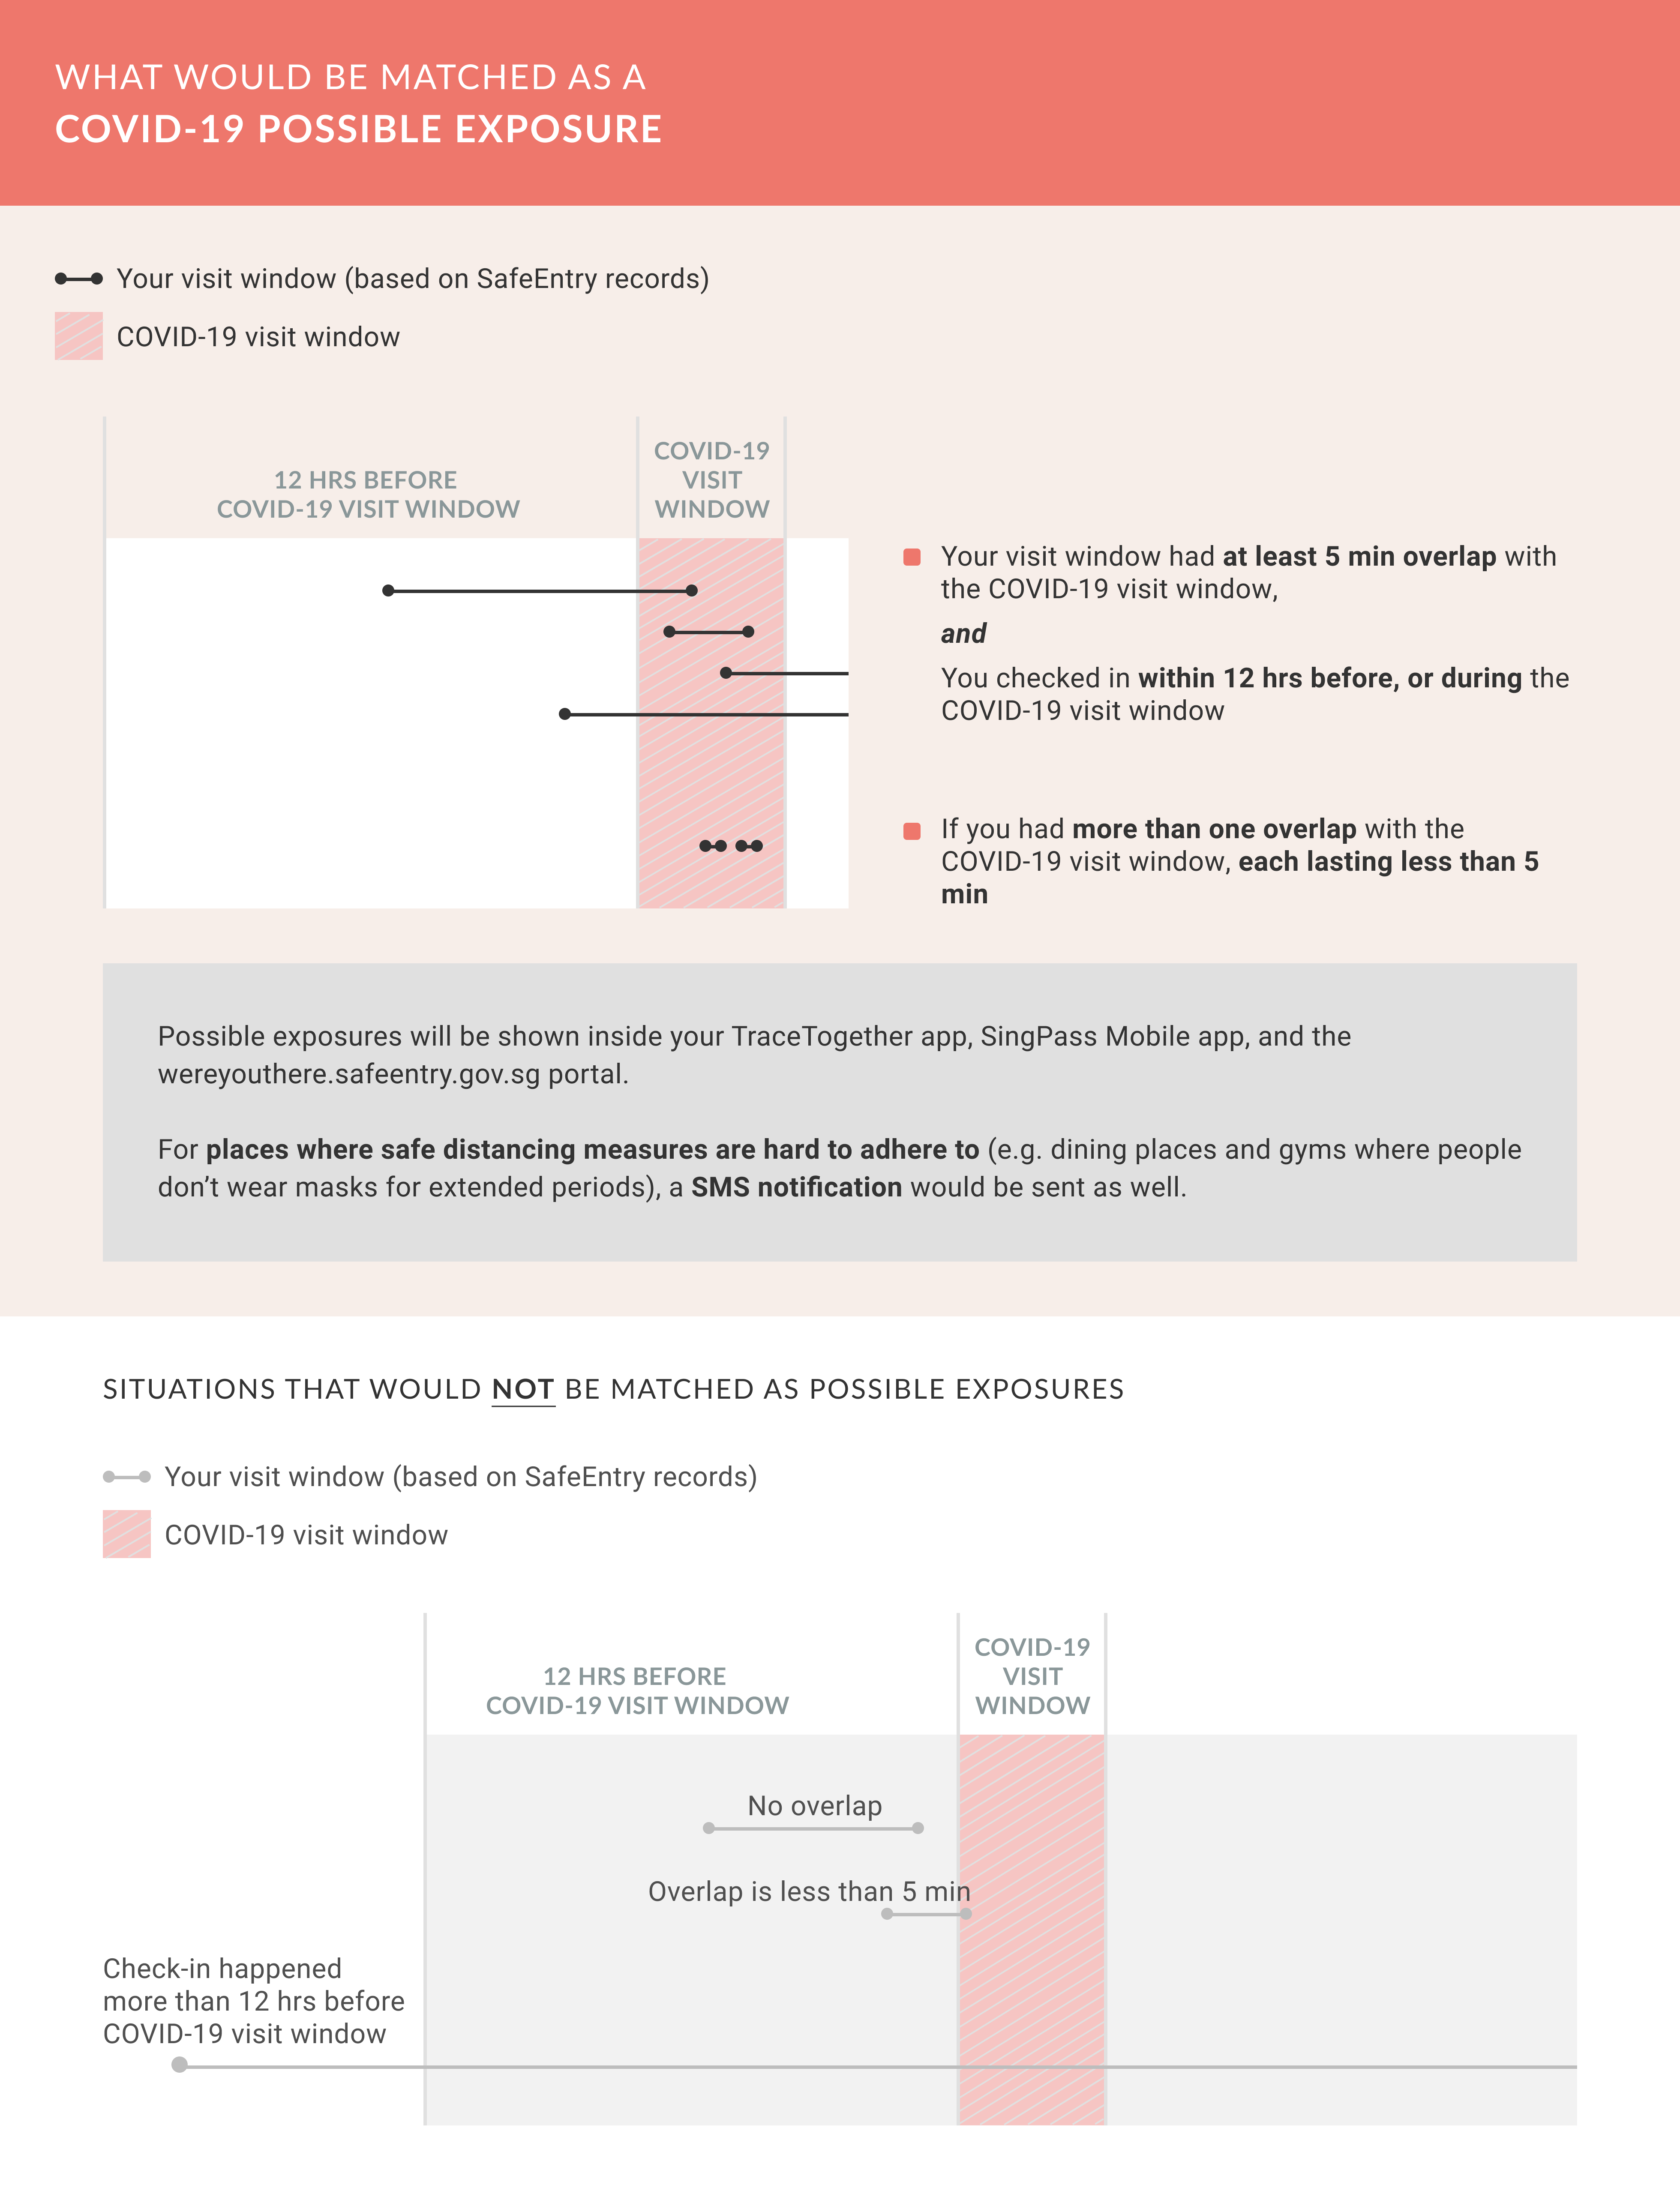 WHAT WOULD BE MATCHED AS A
COVID-19 POSSIBLE EXPOSURE
Your visit window (based on SafeEntry records)
COVID-19 visit window
12 HRS BEFORE
COVID-19 VISIT WINDOW
COVID-19
VISIT
WINDOW
Your visit window had at least 5 min overlap with
the COVID-19 visit window,
and
You checked in within 12 hrs before, or during the
COVID-19 visit window
If you had more than one overlap with the
COVID-19 visit window, each lasting less than 5
min
Possible exposures will be shown inside your TraceTogether app, SingPass Mobile app, and the
wereyouthere.safeentry.gov.sg portal.
For places where safe distancing measures are hard to adhere to (e.g. dining places and gyms where people
don’t wear masks for extended periods), a SMS notification would be sent as well.
SITUATIONS THAT WOULD NOT BE MATCHED AS POSSIBLE EXPOSURES
Your visit window (based on SafeEntry records)
COVID-19 visit window
12 HRS BEFORE
COVID-19 VISIT WINDOW
COVID-19
VISIT
WINDOW
No overlap
Overlap is less than 5 min
Check-in happened
more than 12 hrs before
COVID-19 visit window